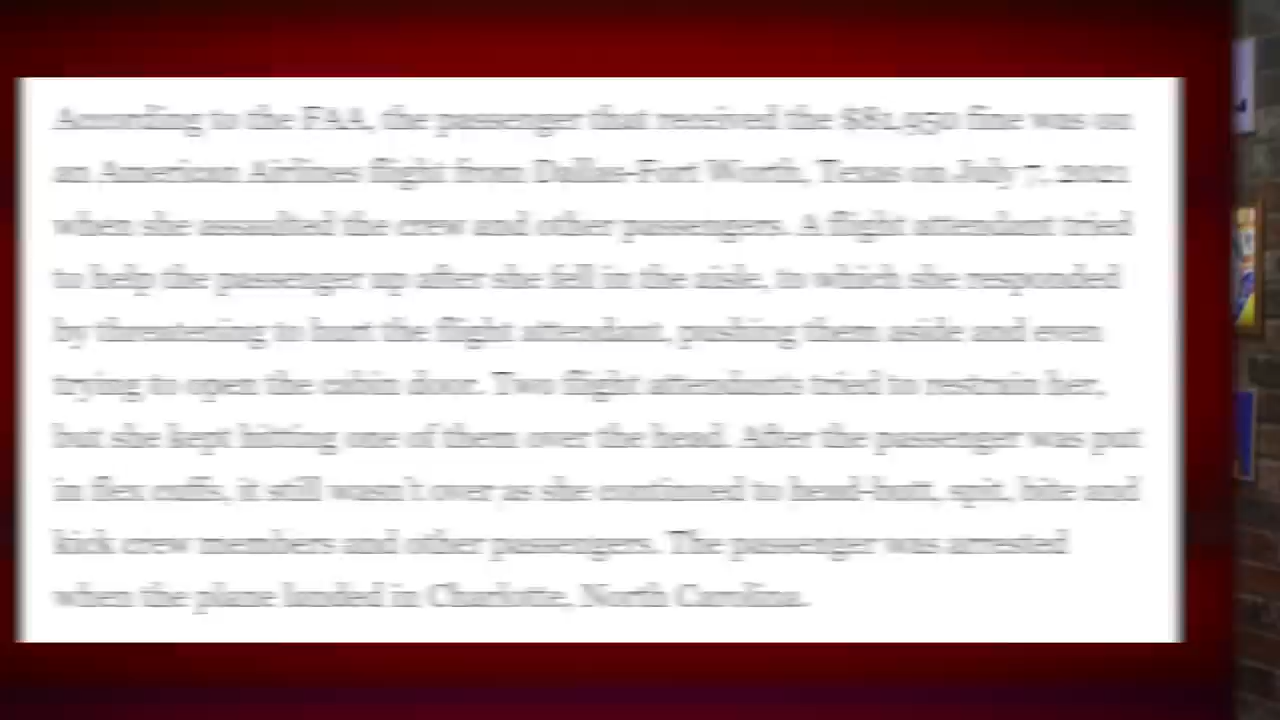 According to the FAA, the passenger that received the $81,950 fine was on
an American Airlines flight from Dallas-Fort Worth, Texas on July 7, 2021
when she assaulted the crew and other passengers. A flight attendant tried
to help the passenger up after she fell in the aisle, to which she responded
by threatening to hurt the flight attendant, pushing them aside and even
trying to open the cabin door. Two flight attendants tried to restrain her,
but she kept hitting one of them over the head. After the passenger was put
in flex cuffs, it still wasn't over as she continued to head-butt, spit, bite and
kick crew members and other passengers. The passenger was arrested
when the plane landed in Charlotte, North Carolina.